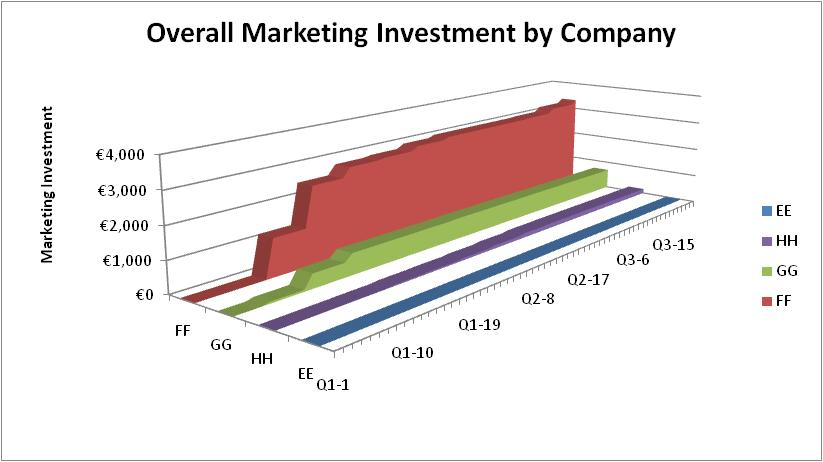 Overall Marketing Investment by Company
Marketing Investment
€4,000
€3,000
€2,000
€1,000
€0
FF
GG
HH
EE
Q1-1
Q1-10
Q1-19
Q2-8
Q2-17
Q3-6
Q3-15
EE
HH
GG
FF